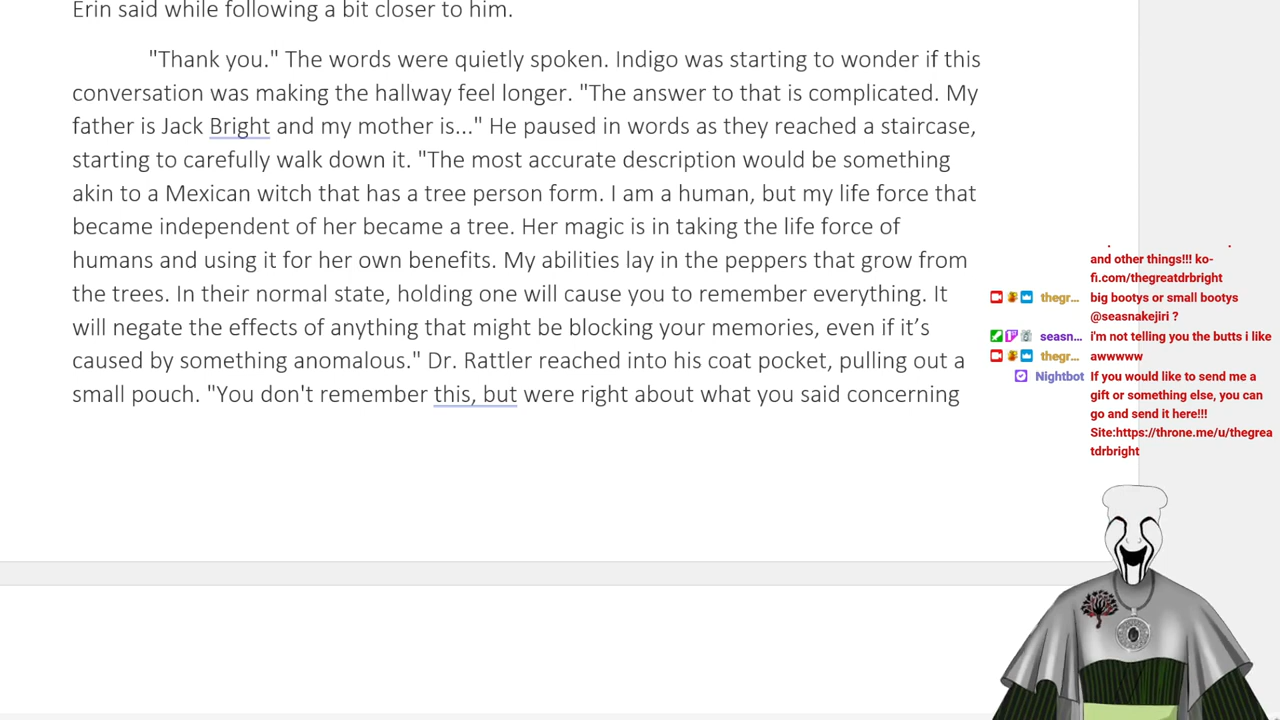 Erin said while following a bit closer to him.
"Thank you." The words were quietly spoken. Indigo was starting to wonder if this
conversation was making the hallway feel longer. "The answer to that is complicated. My
father is Jack Bright and my mother is..." He paused in words as they reached a staircase,
starting to carefully walk down it. "The most accurate description would be something
akin to a Mexican witch that has a tree person form. I am a human, but my life force that
became independent of her became a tree. Her magic is in taking the life force of
humans and using it for her own benefits. My abilities lay in the peppers that grow from
the trees. In their normal state, holding one will cause you to remember everything. It
will negate the effects of anything that might be blocking your memories, even if it’s
caused by something anomalous." Dr. Rattler reached into his coat pocket, pulling out a
small pouch. "You don't remember this, but were right about what you said concerning
and other things!!! ko-
fi.com/thegreatdrbright
thegr... big bootys or small bootys
@seasnakejiri ?
seasn... i'm not telling you the butts i like
thegr... awwwww
Nightbot If you would like to send me a
gift or something else, you can
go and send it here!!!
Site:https://throne.me/u/thegrea
tdrbright